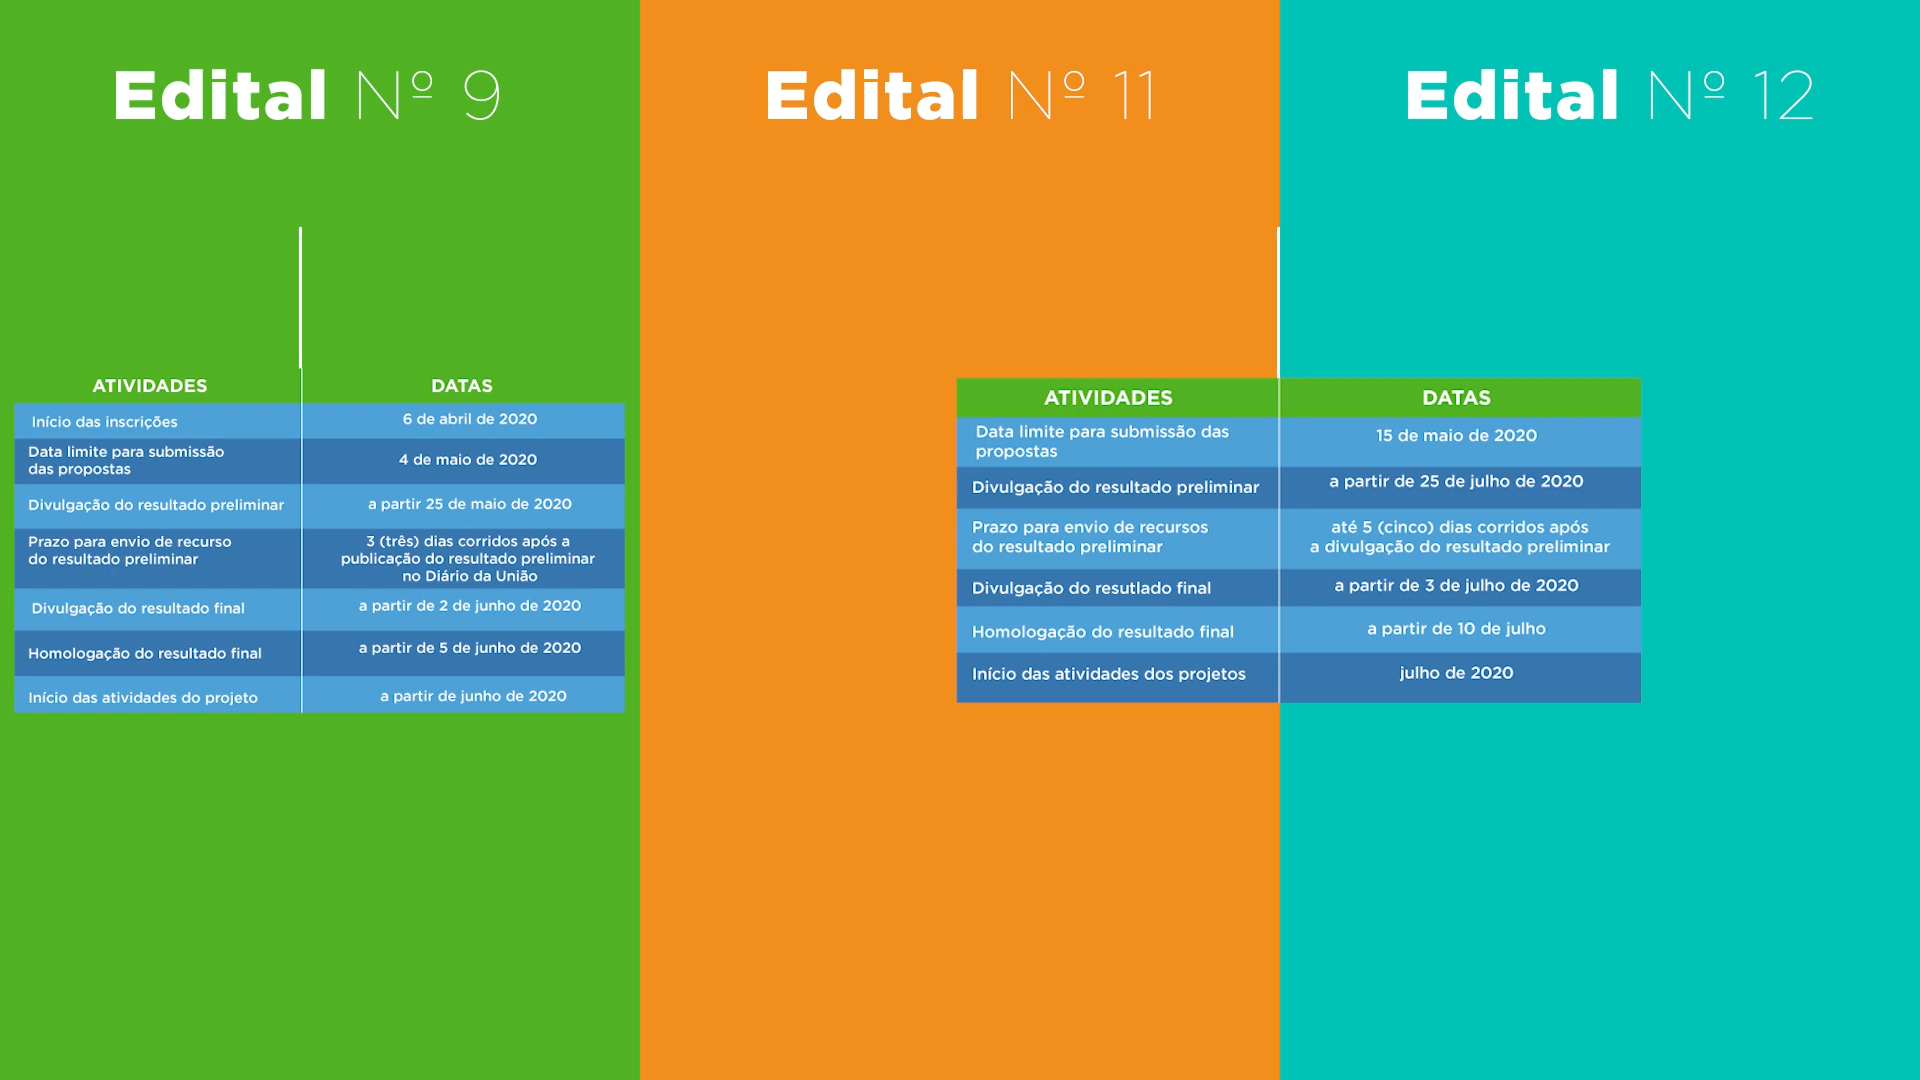 Edital Nº 9
Edital Nº 11
Edital Nº 12
ATIVIDADES DATAS
Início das inscrições 6 de abril de 2020
Data limite para submissão
das propostas
4 de maio de 2020
Divulgação do resultado preliminar a partir 25 de maio de 2020
Prazo para envio de recurso
do resultado preliminar
3 (três) dias corridos após a
publicação do resultado preliminar
no Diário da União
Divulgação do resultado final a partir de 2 de junho de 2020
Homologação do resultado final a partir de 5 de junho de 2020
Início das atividades do projeto a partir de junho de 2020
ATIVIDADES DATAS
Data limite para submissão das
propostas
15 de maio de 2020
Divulgação do resultado preliminar a partir de 25 de julho de 2020
Prazo para envio de recursos
do resultado preliminar
até 5 (cinco) dias corridos após
a divulgação do resultado preliminar
Divulgação do resutlado final a partir de 3 de julho de 2020
Homologação do resultado final a partir de 10 de julho
Início das atividades dos projetos julho de 2020